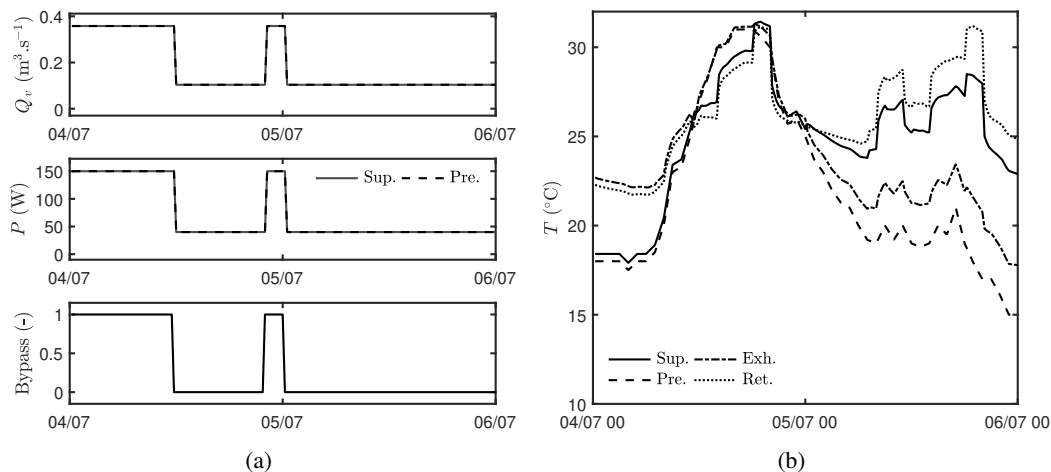 0.4
0.2
0
Q_v (m³.s⁻¹)
04/07 05/07 06/07
150
100
50
0
P (W)
Sup. Pre.
04/07 05/07 06/07
1
0.5
0
Bypass (-)
04/07 05/07 06/07
(a)
30
25
20
15
10
T (°C)
Sup. Exh.
Pre. Ret.
04/07 00 05/07 00 06/07 00
(b)